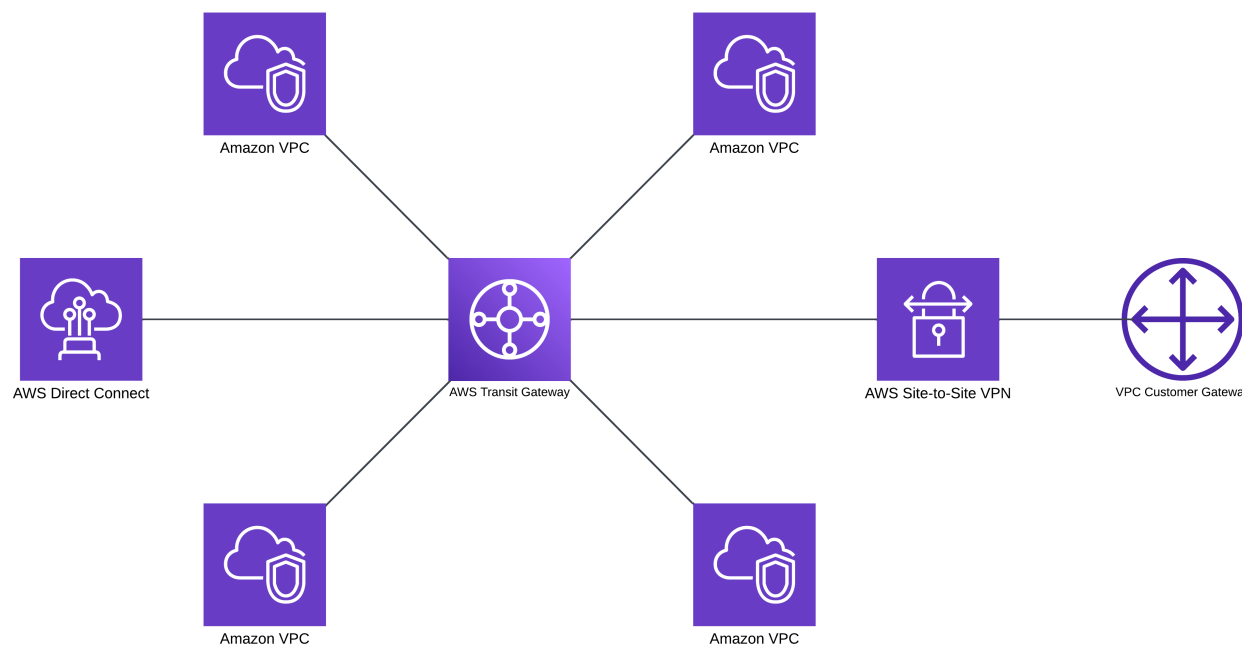 Amazon VPC
Amazon VPC
AWS Direct Connect
AWS Transit Gateway
AWS Site-to-Site VPN
VPC Customer Gatewa
Amazon VPC
Amazon VPC